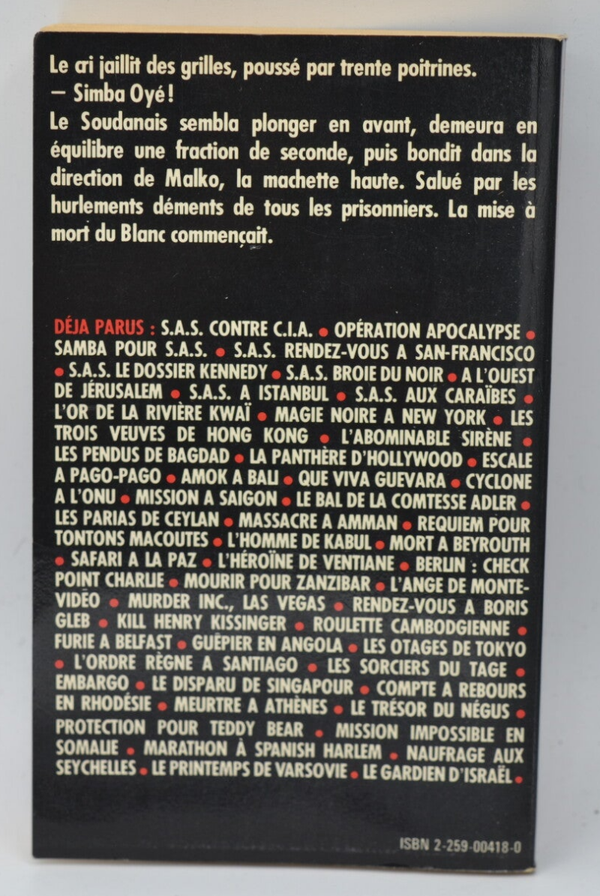 Le cri jaillit des grilles, poussé par trente poitrines.
— Simba Oyé!
Le Soudanais sembla plonger en avant, demeura en
équilibre une fraction de seconde, puis bondit dans la
direction de Malko, la machette haute. Salué par les
hurlements déments de tous les prisonniers. La mise à
mort du Blanc commençait.
DÉJA PARUS : S.A.S. CONTRE C.I.A. • OPÉRATION APOCALYPSE •
SAMBA POUR S.A.S. • S.A.S. RENDEZ-VOUS A SAN-FRANCISCO
• S.A.S. LE DOSSIER KENNEDY • S.A.S. BROIE DU NOIR • A L'OUEST
DE JÉRUSALEM • S.A.S. A ISTANBUL • S.A.S. AUX CARAÏBES •
L'OR DE LA RIVIÈRE KWAÏ • MAGIE NOIRE A NEW YORK • LES
TROIS VEUVES DE HONG KONG • L'ABOMINABLE SIRÈNE •
LES PENDUS DE BAGDAD • LA PANTHÈRE D'HOLLYWOOD • ESCALE
A PAGO-PAGO • AMOK A BALI • QUE VIVA GUEVARA • CYCLONE
A L'ONU • MISSION A SAIGON • LE BAL DE LA COMTESSE ADLER •
LES PARIAS DE CEYLAN • MASSACRE A AMMAN • REQUIEM POUR
TONTONS MACOUTES • L'HOMME DE KABUL • MORT A BEYROUTH
• SAFARI A LA PAZ • L'HÉROÏNE DE VENTIANE • BERLIN : CHECK
POINT CHARLIE • MOURIR POUR ZANZIBAR • L'ANGE DE MONTE-
VIDÉO • MURDER INC., LAS VEGAS • RENDEZ-VOUS A BORIS
GLEB • KILL HENRY KISSINGER • ROULETTE CAMBODGIENNE •
FURIE A BELFAST • GUÊPIER EN ANGOLA • LES OTAGES DE TOKYO
• L'ORDRE RÈGNE A SANTIAGO • LES SORCIERS DU TAGE •
EMBARGO • LE DISPARU DE SINGAPOUR • COMPTE A REBOURS
EN RHODÉSIE • MEURTRE A ATHÈNES • LE TRÉSOR DU NÉGUS •
PROTECTION POUR TEDDY BEAR • MISSION IMPOSSIBLE EN
SOMALIE • MARATHON À SPANISH HARLEM • NAUFRAGE AUX
SEYCHELLES • LE PRINTEMPS DE VARSOVIE • LE GARDIEN D'ISRAËL •
ISBN 2-259-00418-0